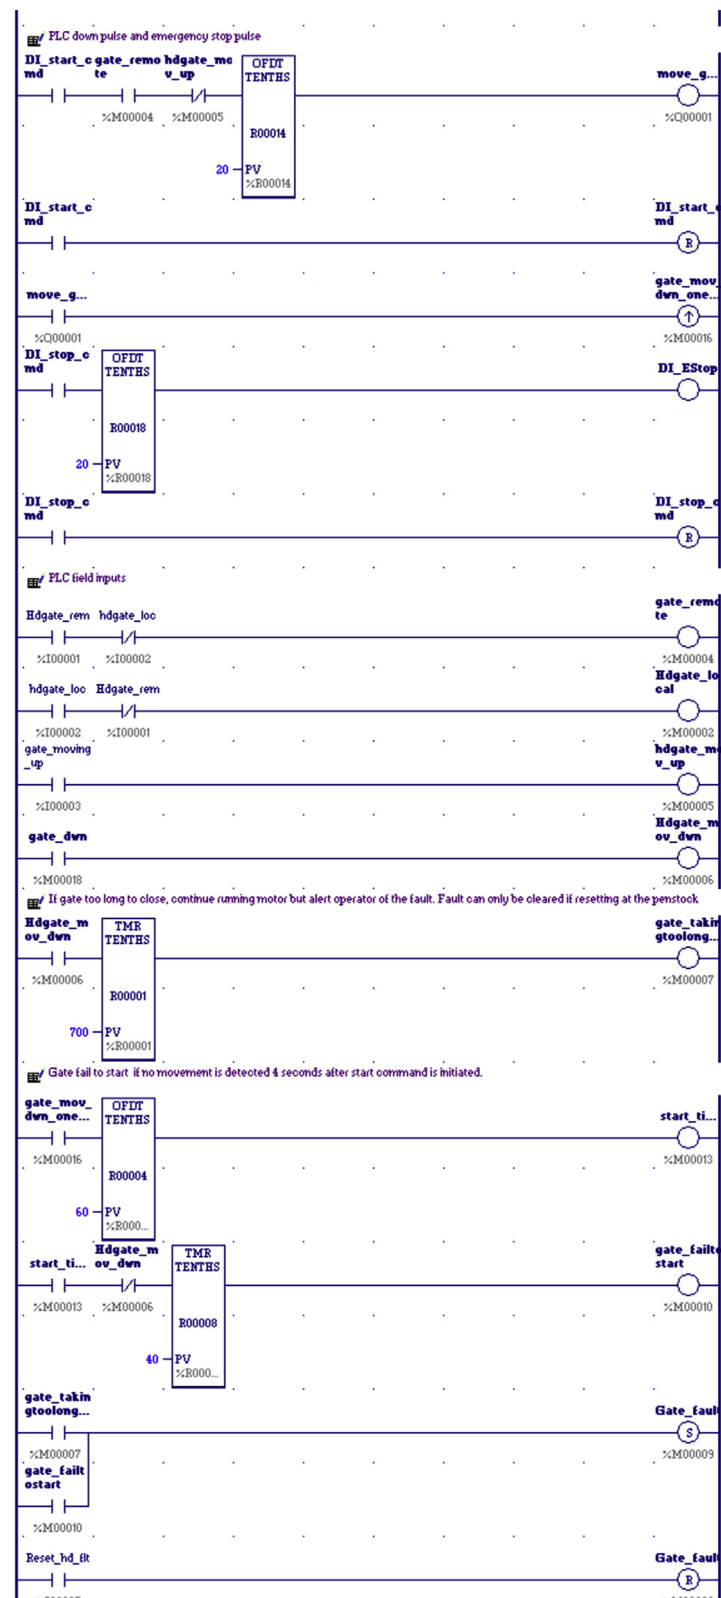 PLC down pulse and emergency stop pulse
DI_start_c gate_remo hdgate_mo
md te v_up
OFDT
TENTHS
move_g...
%M00004 %M00005
%Q00001
R00014
20 PV
%R00014
DI_start_c
md
DI_start_c
md
R
move_g...
gate_mov_
dwn_one...
%Q00001
%M00016
DI_stop_c
md
OFDT
TENTHS
DI_EStop
R00018
20 PV
%R00018
DI_stop_c
md
DI_stop_c
md
R
PLC field inputs
Hdgate_rem hdgate_loc
gate_remo
te
%I00001 %I00002
%M00004
hdgate_loc Hdgate_rem
Hdgate_lo
cal
%I00002 %I00001
%M00002
gate_moving
_up
hdgate_mo
v_up
%I00003
%M00005
gate_dwn
Hdgate_m
ov_dwn
%M00018
%M00006
If gate too long to close, continue running motor but alert operator of the fault. Fault can only be cleared if resetting at the penstock
Hdgate_m
ov_dwn
TMR
TENTHS
gate_takin
gtoolong...
%M00006
%M00007
R00001
700 PV
%R00001
Gate fail to start if no movement is detected 4 seconds after start command is initiated.
gate_mov_
dwn_one...
OFDT
TENTHS
start_ti...
%M00016
%M00013
R00004
60 PV
%R000...
start_ti...
Hdgate_m
ov_dwn
TMR
TENTHS
gate_failto
start
%M00013 %M00006
%M00010
R00008
40 PV
%R000...
gate_takin
gtoolong...
Gate_fault
S
%M00007
%M00009
gate_failt
ostart
%M00010
Reset_hd_flt
Gate_fault
R